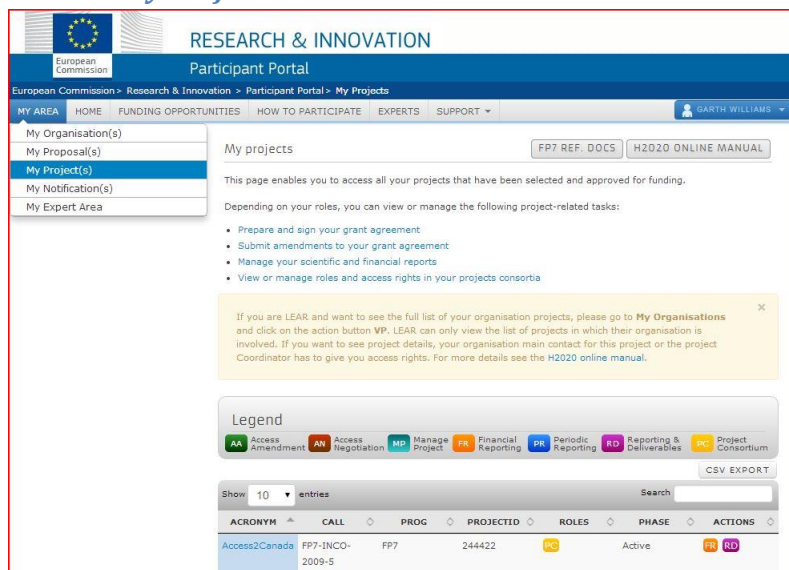 RESEARCH & INNOVATION
European
Commission
Participant Portal
European Commission > Research & Innovation > Participant Portal > My Projects
MY AREA HOME FUNDING OPPORTUNITIES HOW TO PARTICIPATE EXPERTS SUPPORT GARTH WILLIAMS
My Organisation(s)
My Proposal(s)
My Project(s)
My Notification(s)
My Expert Area
My projects FP7 REF. DOCS H2020 ONLINE MANUAL
This page enables you to access all your projects that have been selected and approved for funding.
Depending on your roles, you can view or manage the following project-related tasks:
• Prepare and sign your grant agreement
• Submit amendments to your grant agreement
• Manage your scientific and financial reports
• View or manage roles and access rights in your projects consortia
If you are LEAR and want to see the full list of your organisation projects, please go to My Organisations
and click on the action button VP. LEAR can only view the list of projects in which their organisation is
involved. If you want to see project details, your organisation main contact for this project or the project
Coordinator has to give you access rights. For more details see the H2020 online manual.
Legend
AA Access Amendment AN Access Negotiation MP Manage Project FR Financial Reporting PR Periodic Reporting RD Reporting & Deliverables PC Project Consortium
CSV EXPORT
Show 10 entries Search
ACRONYM CALL PROG PROJECTID ROLES PHASE ACTIONS
Access2Canada FP7-INCO- FP7 244422 PC Active FR RD
2009-5